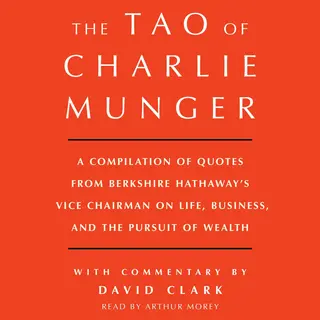 THE TAO OF
CHARLIE
MUNGER
A COMPILATION OF QUOTES
FROM BERKSHIRE HATHAWAY'S
VICE CHAIRMAN ON LIFE, BUSINESS,
AND THE PURSUIT OF WEALTH
WITH COMMENTARY BY
DAVID CLARK
READ BY ARTHUR MOREY